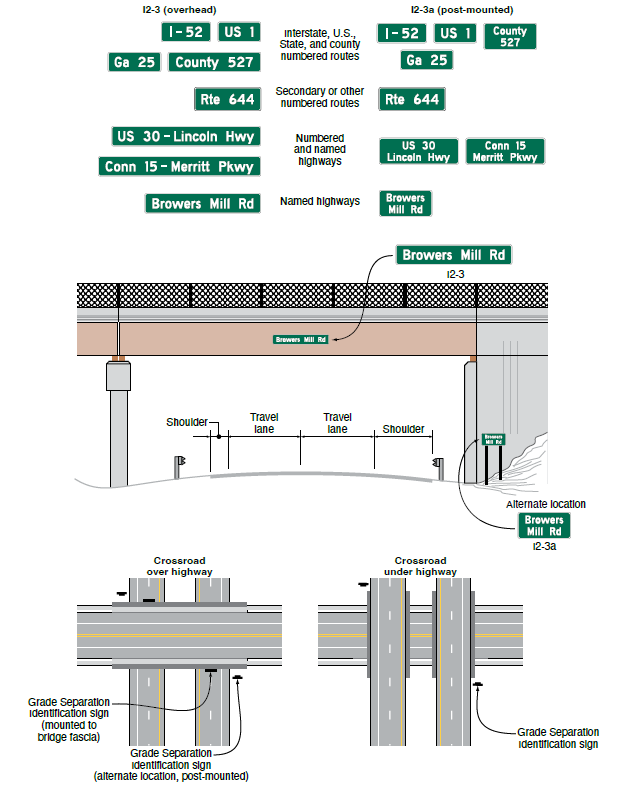 I2-3 (overhead)
I2-3a (post-mounted)
I-52
US 1
Interstate, U.S.,
State, and county
numbered routes
I-52
US 1
County
527
Ga 25
County 527
Ga 25
Rte 644
Secondary or other
numbered routes
Rte 644
US 30 – Lincoln Hwy
Numbered
and named
highways
US 30
Lincoln Hwy
Conn 15
Merritt Pkwy
Conn 15 – Merritt Pkwy
Browers Mill Rd
Named highways
Browers
Mill Rd
Browers Mill Rd
I2-3
Browers Mill Rd
Shoulder
Travel
lane
Travel
lane
Shoulder
Browers
Mill Rd
Alternate location
Browers
Mill Rd
I2-3a
Crossroad
over highway
Crossroad
under highway
Grade Separation
identification sign
(mounted to
bridge fascia)
Grade Separation
identification sign
(alternate location, post-mounted)
Grade Separation
identification sign